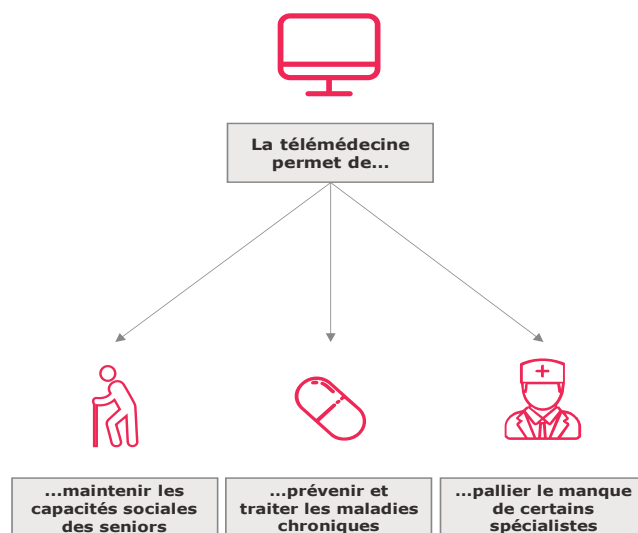 La télémédecine
permet de...
...maintenir les
capacités sociales
des seniors
...prévenir et
traiter les maladies
chroniques
...pallier le manque
de certains
spécialistes